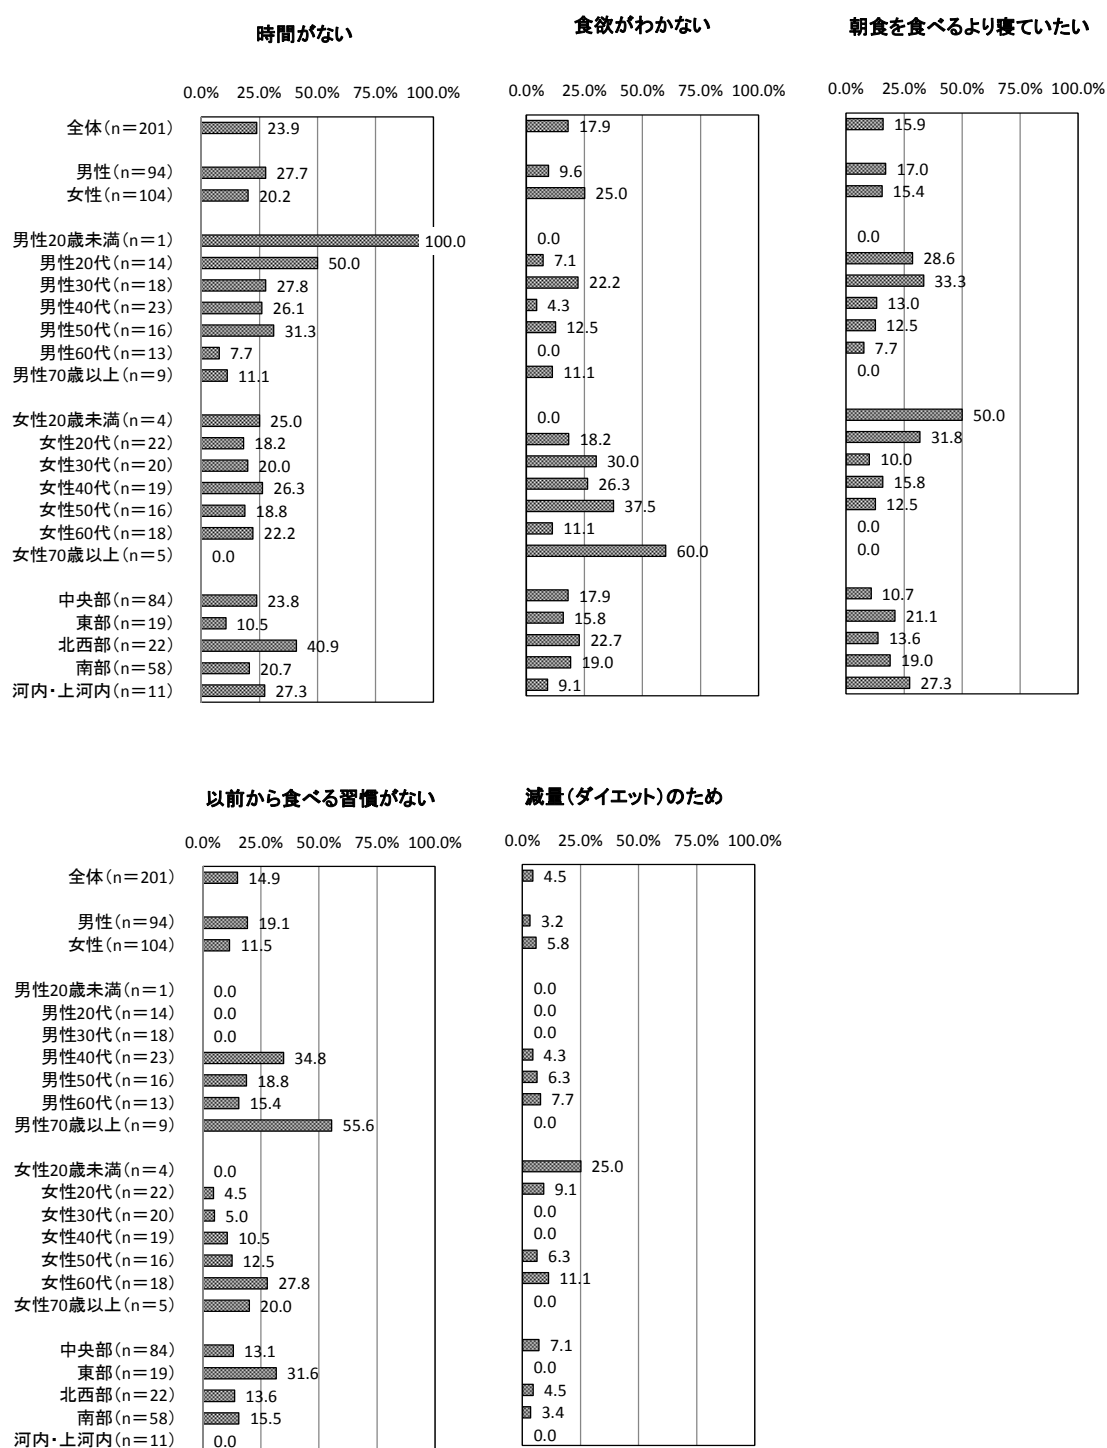 時間がない 食欲がわかない 朝食を食べるより寝ていたい
0.0% 25.0% 50.0% 75.0% 100.0% 0.0% 25.0% 50.0% 75.0% 100.0% 0.0% 25.0% 50.0% 75.0% 100.0%
全体(n=201) 23.9 17.9 15.9
男性(n=94) 27.7 9.6 17.0
女性(n=104) 20.2 25.0 15.4
男性20歳未満(n=1) 100.0 0.0 0.0
男性20代(n=14) 50.0 7.1 28.6
男性30代(n=18) 27.8 22.2 33.3
男性40代(n=23) 26.1 4.3 13.0
男性50代(n=16) 31.3 12.5 12.5
男性60代(n=13) 7.7 0.0 7.7
男性70歳以上(n=9) 11.1 11.1 0.0
女性20歳未満(n=4) 25.0 0.0 50.0
女性20代(n=22) 18.2 18.2 31.8
女性30代(n=20) 20.0 30.0 10.0
女性40代(n=19) 26.3 26.3 15.8
女性50代(n=16) 18.8 37.5 12.5
女性60代(n=18) 22.2 11.1 0.0
女性70歳以上(n=5) 0.0 60.0 0.0
中央部(n=84) 23.8 17.9 10.7
東部(n=19) 10.5 15.8 21.1
北西部(n=22) 40.9 22.7 13.6
南部(n=58) 20.7 19.0 19.0
河内・上河内(n=11) 27.3 9.1 27.3
以前から食べる習慣がない 減量(ダイエット)のため
0.0% 25.0% 50.0% 75.0% 100.0% 0.0% 25.0% 50.0% 75.0% 100.0%
全体(n=201) 14.9 4.5
男性(n=94) 19.1 3.2
女性(n=104) 11.5 5.8
男性20歳未満(n=1) 0.0 0.0
男性20代(n=14) 0.0 0.0
男性30代(n=18) 0.0 0.0
男性40代(n=23) 34.8 4.3
男性50代(n=16) 18.8 6.3
男性60代(n=13) 15.4 7.7
男性70歳以上(n=9) 55.6 0.0
女性20歳未満(n=4) 0.0 25.0
女性20代(n=22) 4.5 9.1
女性30代(n=20) 5.0 0.0
女性40代(n=19) 10.5 0.0
女性50代(n=16) 12.5 6.3
女性60代(n=18) 27.8 11.1
女性70歳以上(n=5) 20.0 0.0
中央部(n=84) 13.1 7.1
東部(n=19) 31.6 0.0
北西部(n=22) 13.6 4.5
南部(n=58) 15.5 3.4
河内・上河内(n=11) 0.0 0.0